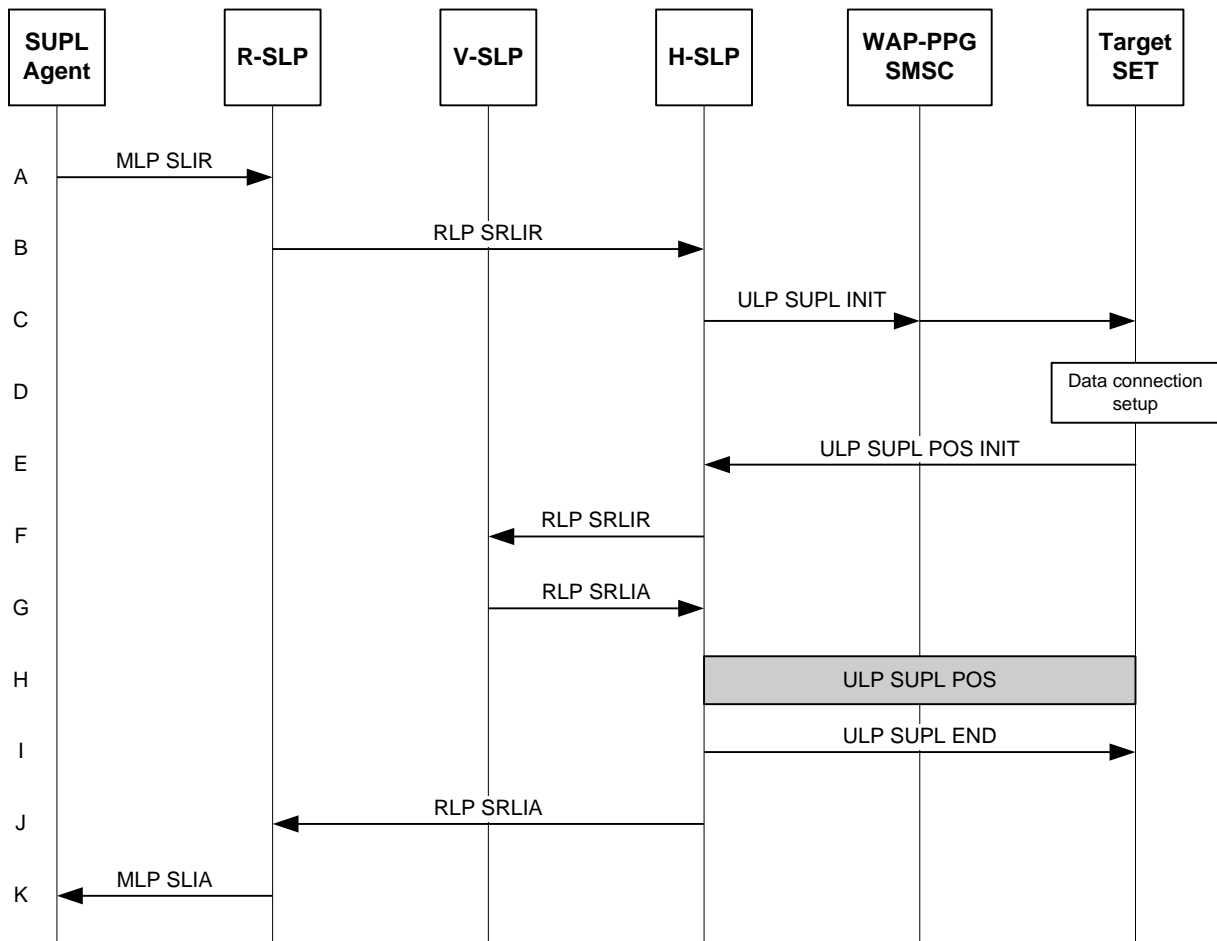 SUPL
Agent
R-SLP
V-SLP
H-SLP
WAP-PPG
SMSC
Target
SET
A
MLP SLIR
B
RLP SRLIR
C
ULP SUPL INIT
D
Data connection
setup
E
ULP SUPL POS INIT
F
RLP SRLIR
G
RLP SRLIA
H
ULP SUPL POS
I
ULP SUPL END
J
RLP SRLIA
K
MLP SLIA